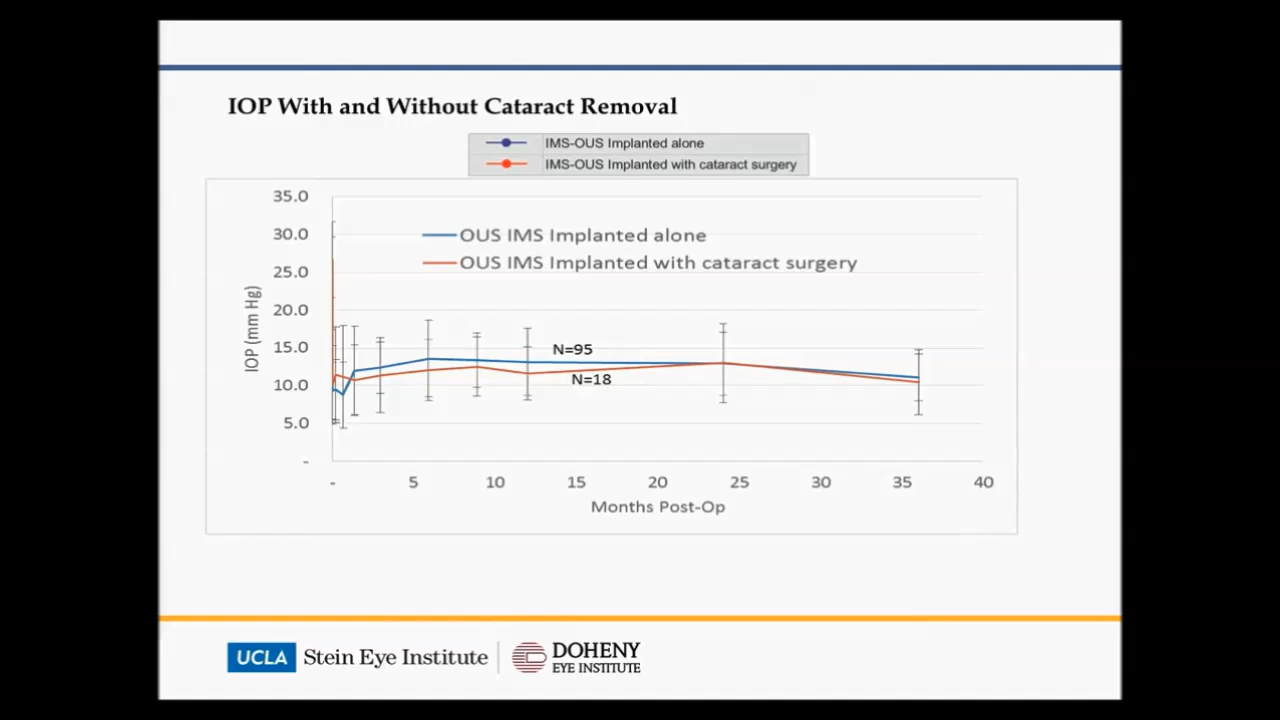 IOP With and Without Cataract Removal
IMS-OUS Implanted alone
IMS-OUS Implanted with cataract surgery
35.0
30.0
25.0
20.0
15.0
10.0
5.0
-
IOP (mm Hg)
OUS IMS Implanted alone
OUS IMS Implanted with cataract surgery
N=95
N=18
- 5 10 15 20 25 30 35 40
Months Post-Op
UCLA Stein Eye Institute
DOHENY
EYE INSTITUTE